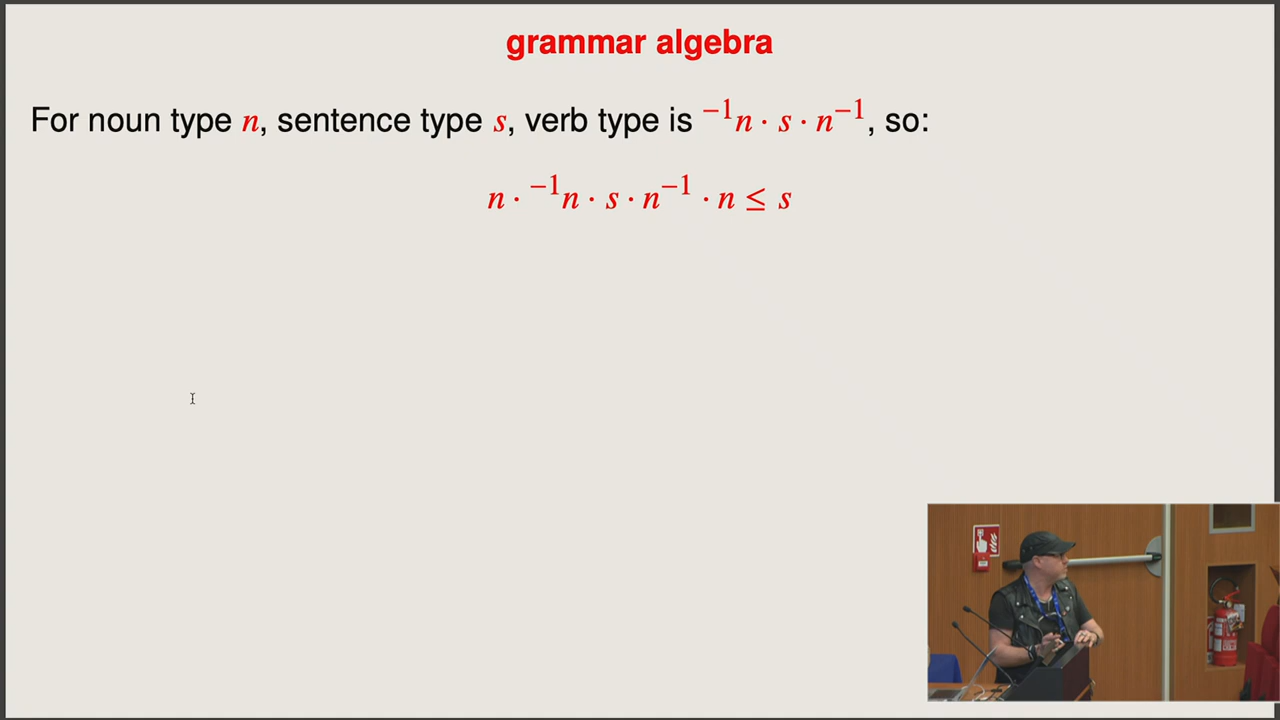 grammar algebra
For noun type n, sentence type s, verb type is ⁻¹n · s · n⁻¹, so:
n · ⁻¹n · s · n⁻¹ · n ≤ s